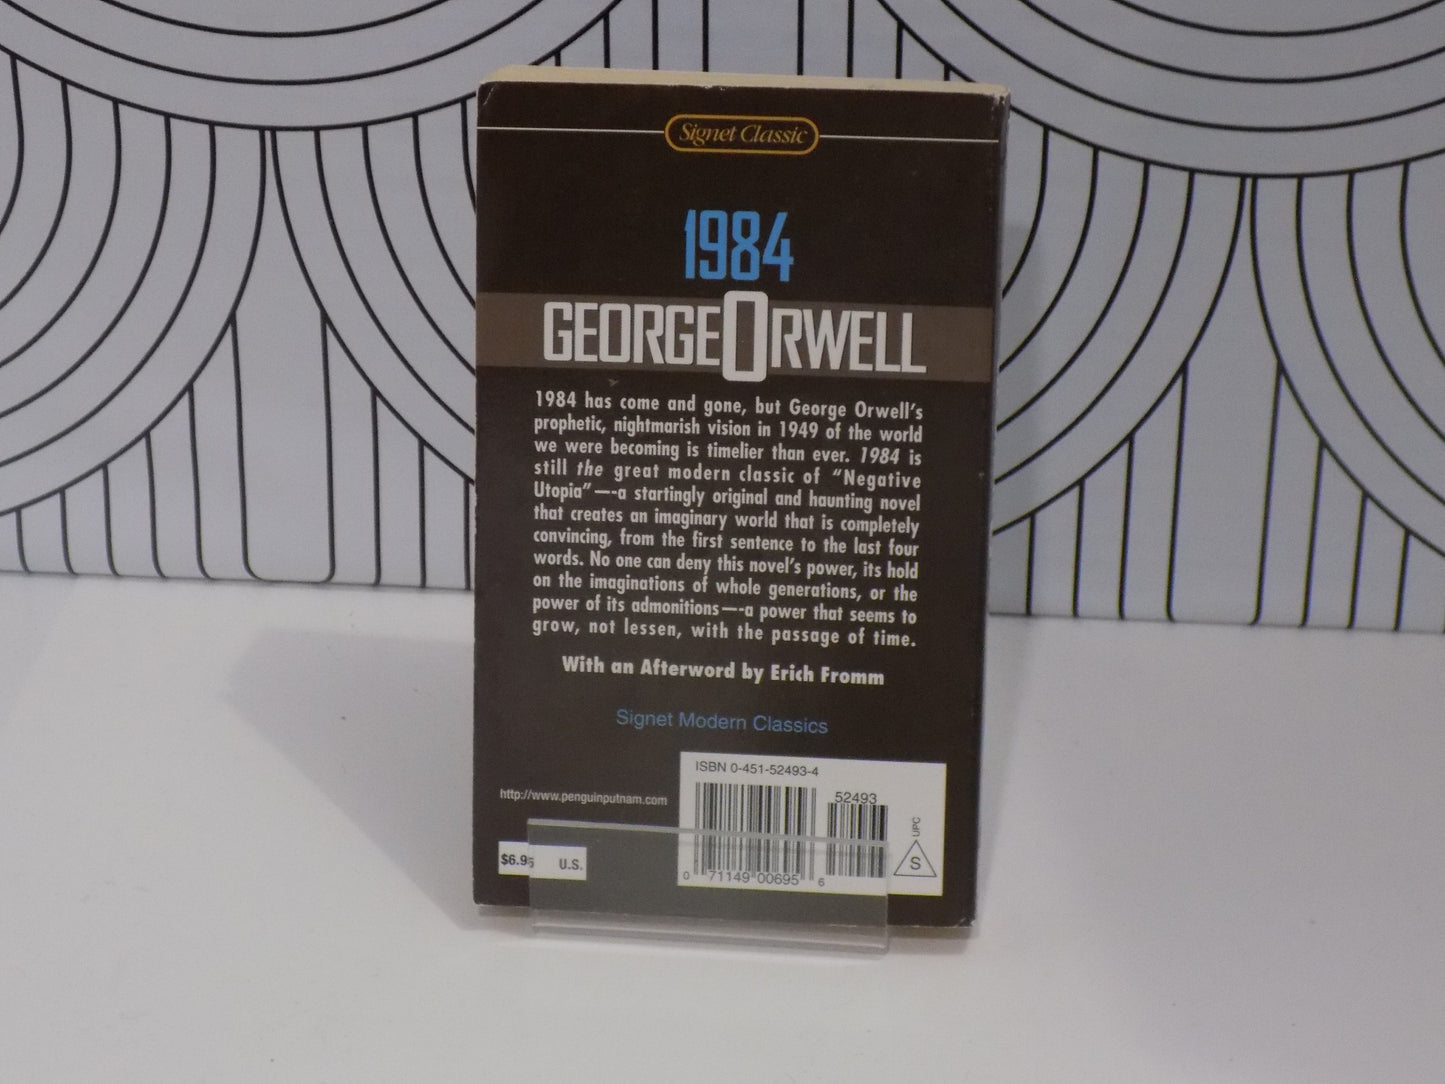 Signet Classic
1984
GEORGE ORWELL
1984 has come and gone, but George Orwell's
prophetic, nightmarish vision in 1949 of the world
we were becoming is timelier than ever. 1984 is
still the great modern classic of "Negative
Utopia"—-a startingly original and haunting novel
that creates an imaginary world that is completely
convincing, from the first sentence to the last four
words. No one can deny this novel's power, its hold
on the imaginations of whole generations, or the
power of its admonitions—-a power that seems to
grow, not lessen, with the passage of time.
With an Afterword by Erich Fromm
Signet Modern Classics
ISBN 0-451-52493-4
52493
http://www.penguinputnam.com
UPC
S
$6.95 U.S.
0 71149 00695 6